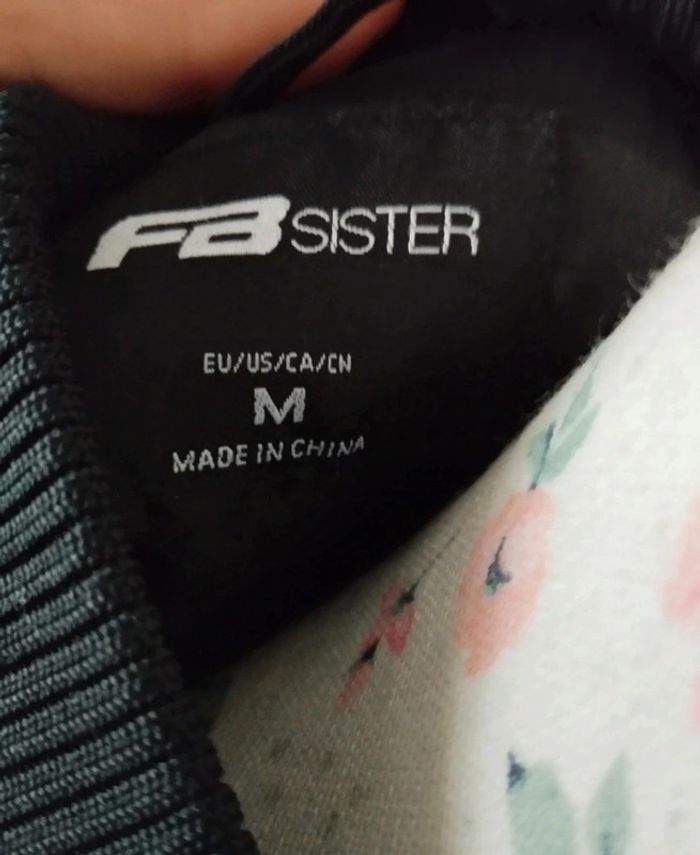 FB SISTER
EU/US/CA/CN
M
MADE IN CHINA